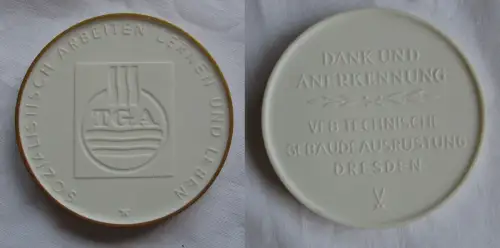 SOZIALISTISCH ARBEITEN LERNEN UND LEBEN
TGA
DANK UND
ANERKENNUNG
VEB TECHNISCHE
GEBÄUDEAUSRÜSTUNG
DRESDEN